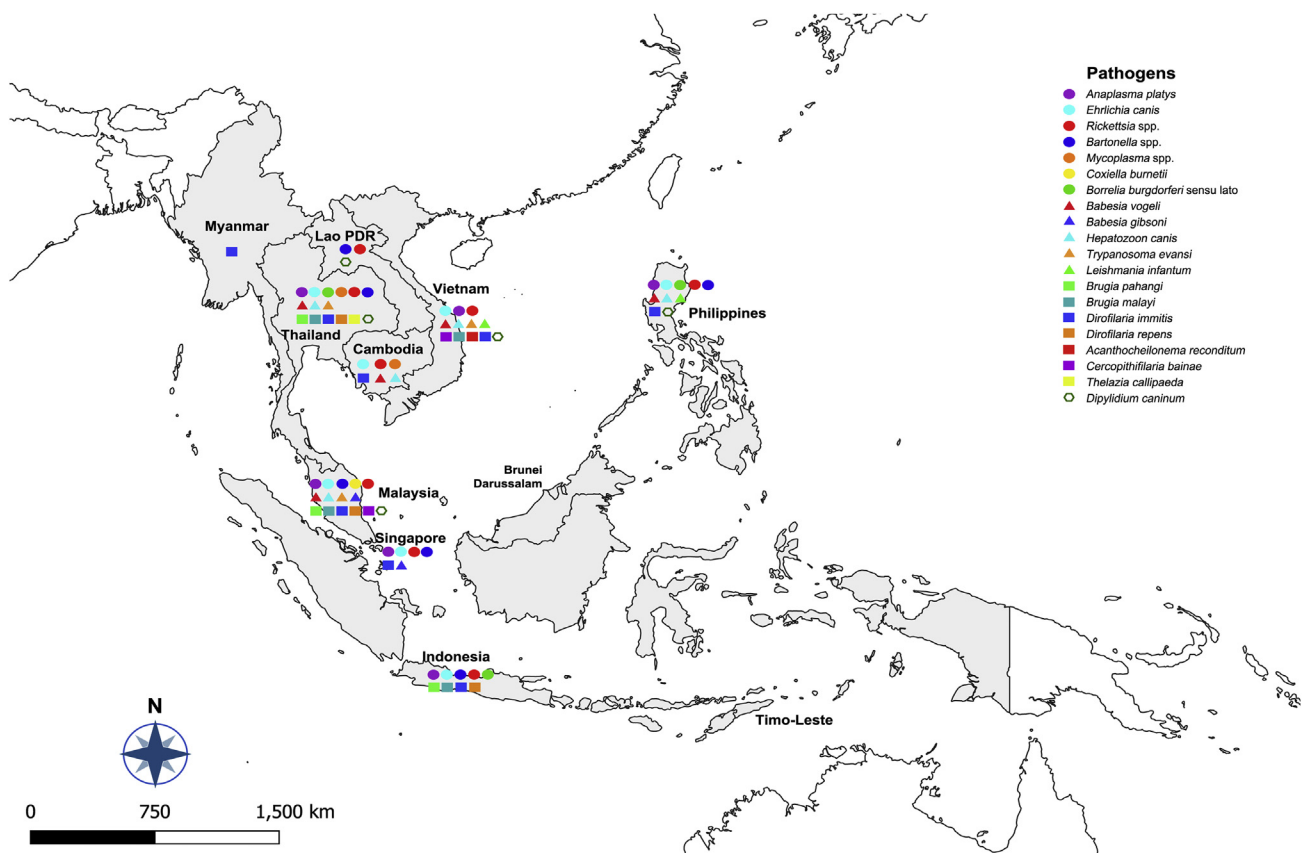 Pathogens
Anaplasma platys
Ehrlichia canis
Rickettsia spp.
Bartonella spp.
Mycoplasma spp.
Coxiella burnetii
Borrelia burgdorferi sensu lato
Babesia vogeli
Babesia gibsoni
Hepatozoon canis
Trypanosoma evansi
Leishmania infantum
Brugia pahangi
Brugia malayi
Dirofilaria immitis
Dirofilaria repens
Acanthocheilonema reconditum
Cercopithifilaria bainae
Thelazia callipaeda
Dipylidium caninum
Myanmar
Lao PDR
Vietnam
Thailand
Cambodia
Philippines
Brunei
Darussalam
Malaysia
Singapore
Indonesia
Timo-Leste
N
0 750 1,500 km